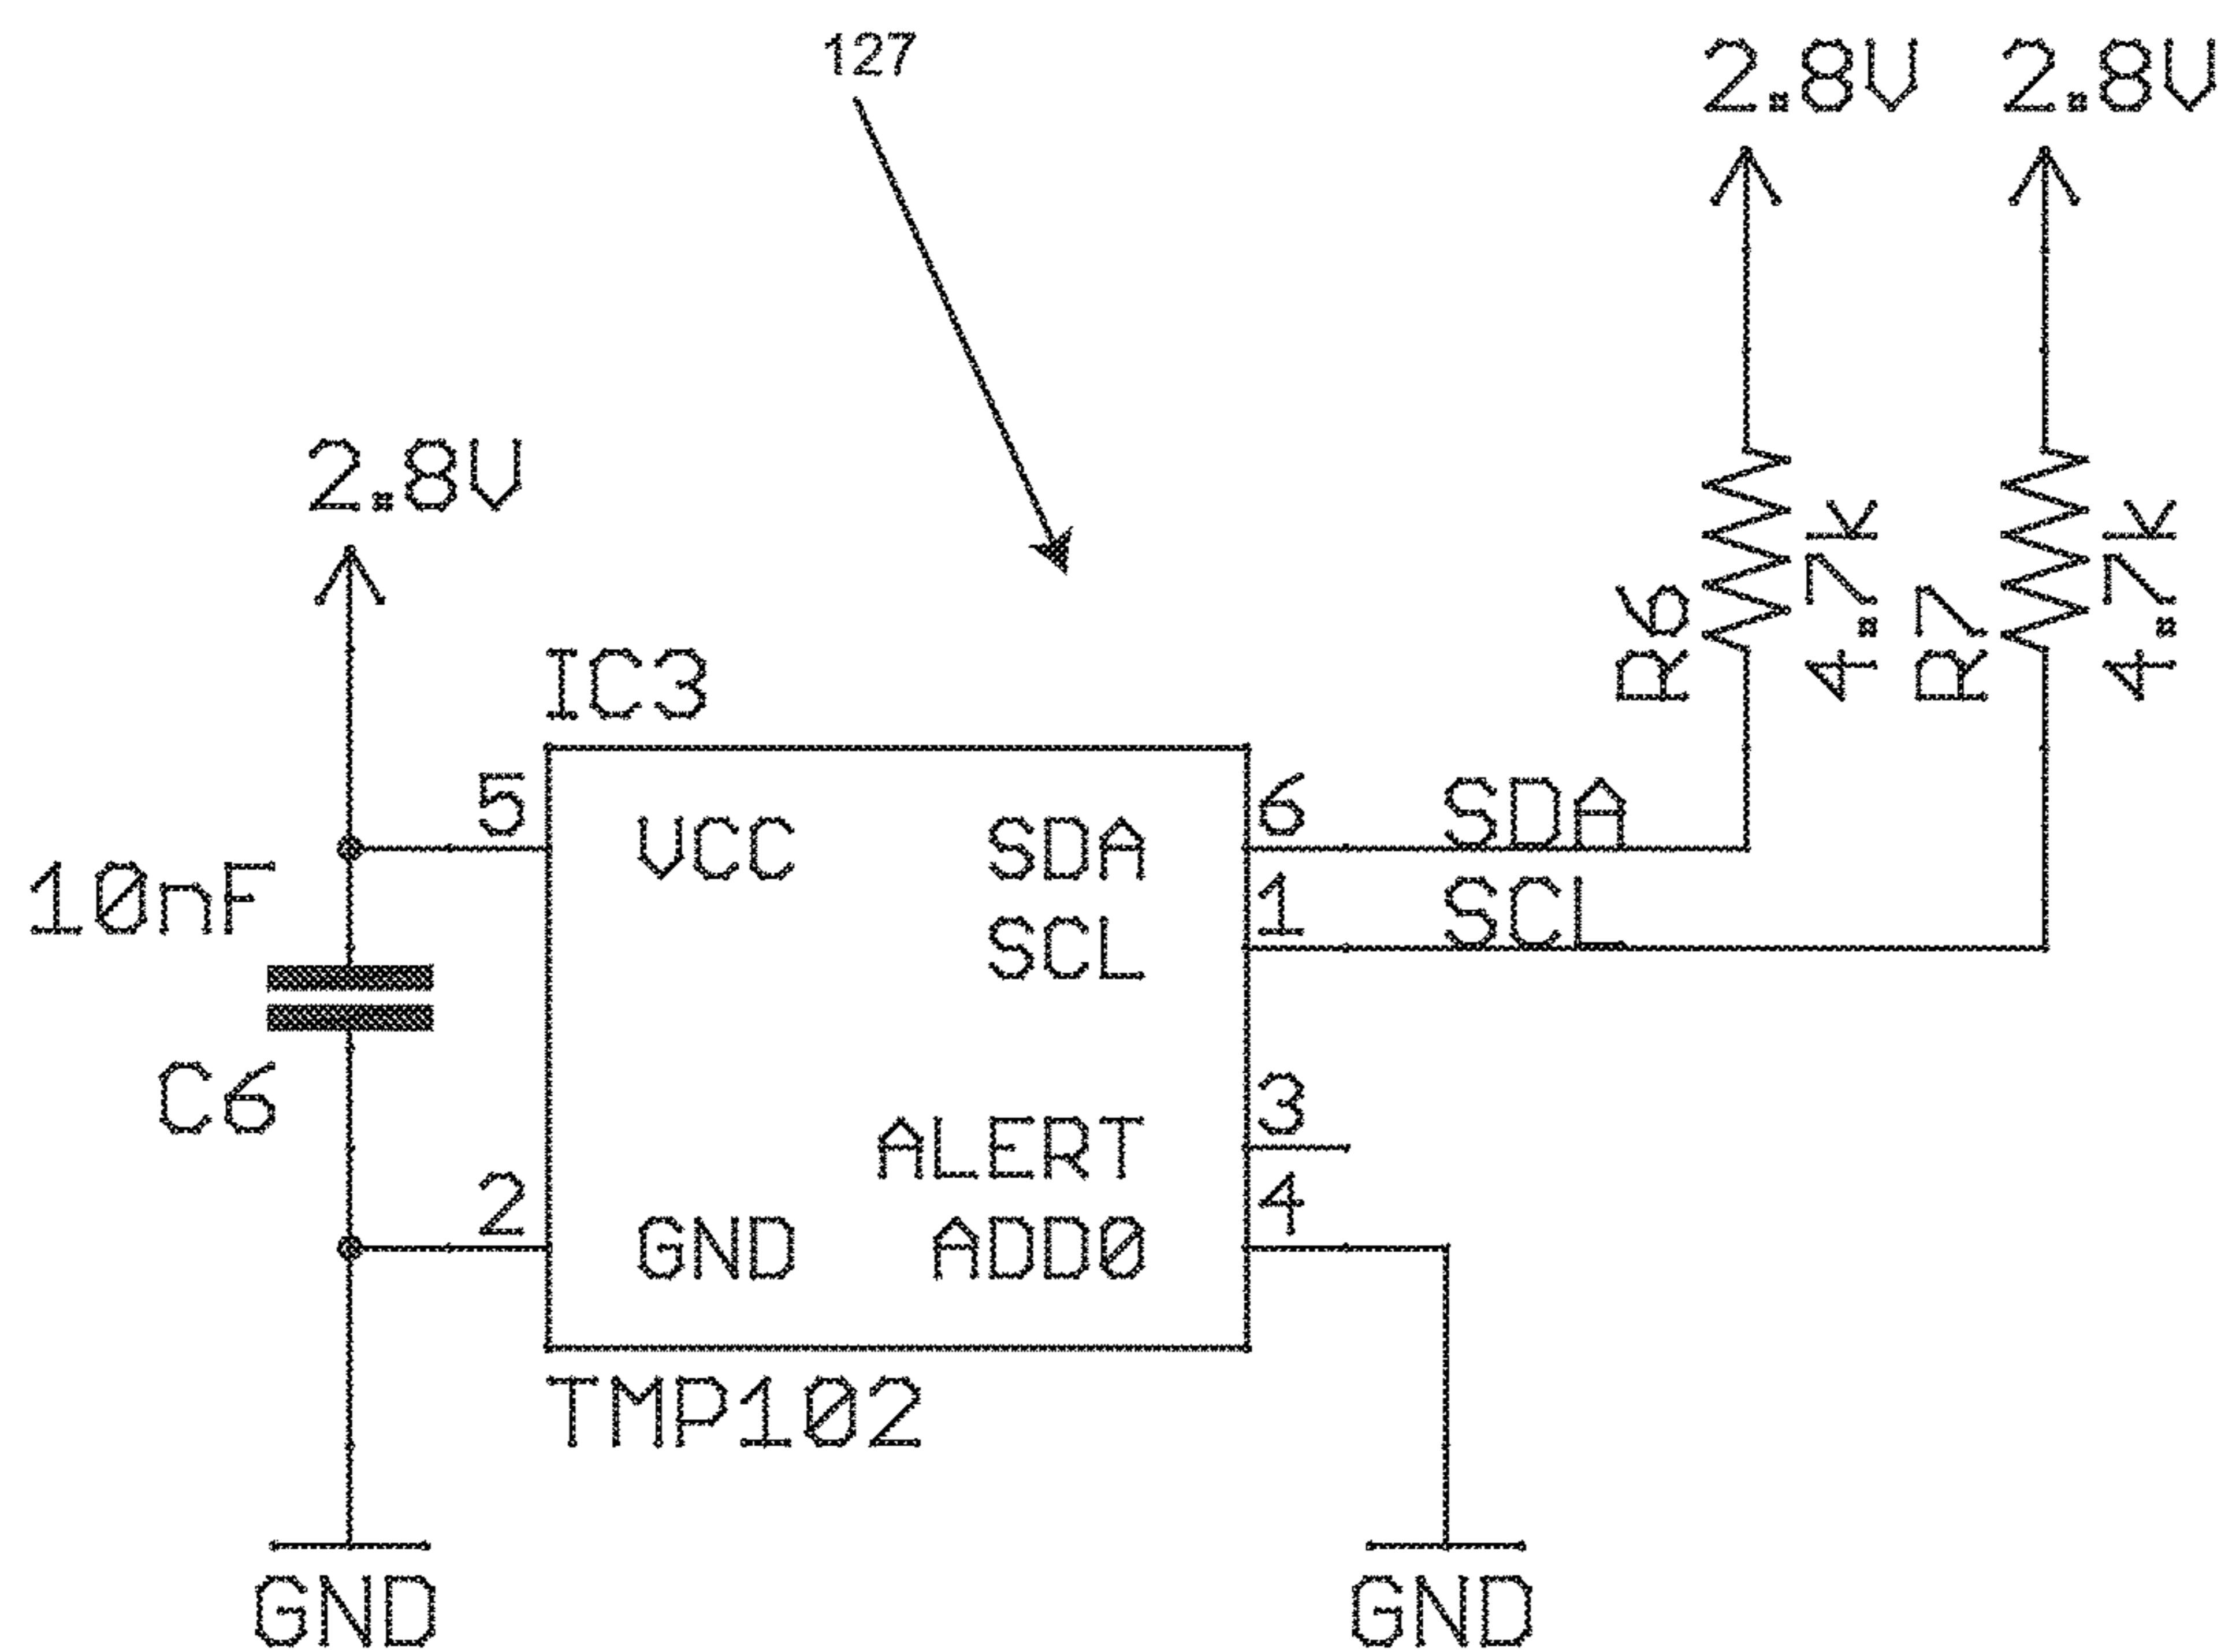 127
2.8V 2.8V
2.8V
R6 4.7K R7 4.7K
IC3
5 VCC SDA 6 SDA
10nF
SCL 1 SCL
C6
ALERT 3
2 GND ADD0 4
TMP102
GND GND